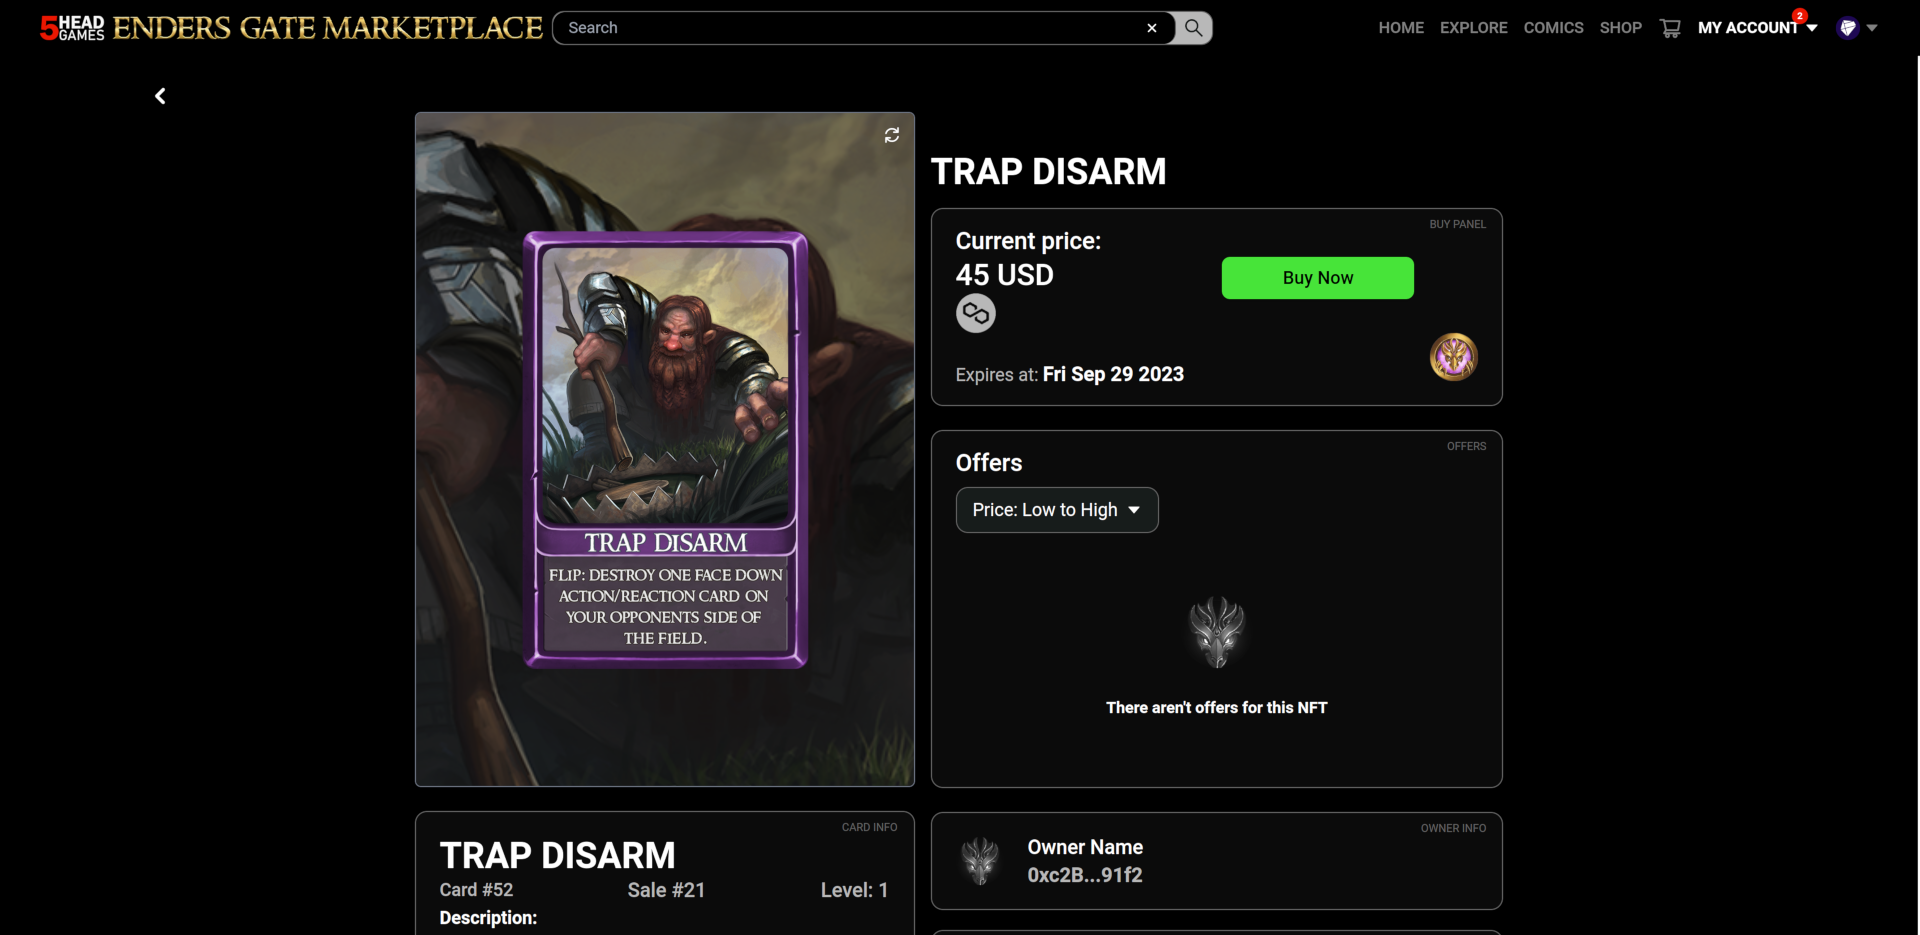 5HEAD GAMES ENDERS GATE MARKETPLACE
Search
HOME EXPLORE COMICS SHOP MY ACCOUNT 2
TRAP DISARM
FLIP: DESTROY ONE FACE DOWN
ACTION/REACTION CARD ON
YOUR OPPONENTS SIDE OF
THE FIELD.
TRAP DISARM
BUY PANEL
Current price:
45 USD
Buy Now
Expires at: Fri Sep 29 2023
OFFERS
Offers
Price: Low to High
There aren't offers for this NFT
CARD INFO
TRAP DISARM
Card #52 Sale #21 Level: 1
Description:
OWNER INFO
Owner Name
0xc2B...91f2